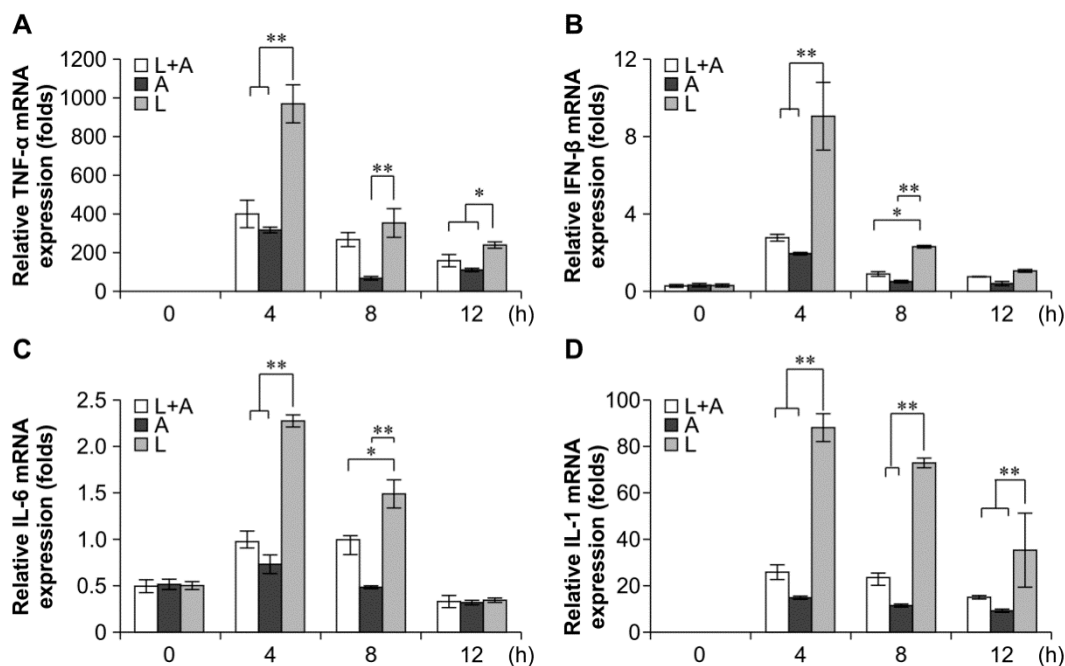 A
Relative TNF-α mRNA
expression (folds)
1200
1000
800
600
400
200
0
L+A
A
L
**
**
*
0 4 8 12 (h)
B
Relative IFN-β mRNA
expression (folds)
12
8
4
0
L+A
A
L
**
**
*
0 4 8 12 (h)
C
Relative IL-6 mRNA
expression (folds)
2.5
2.0
1.5
1.0
0.5
0
L+A
A
L
**
**
*
0 4 8 12 (h)
D
Relative IL-1 mRNA
expression (folds)
100
80
60
40
20
0
L+A
A
L
**
**
**
0 4 8 12 (h)